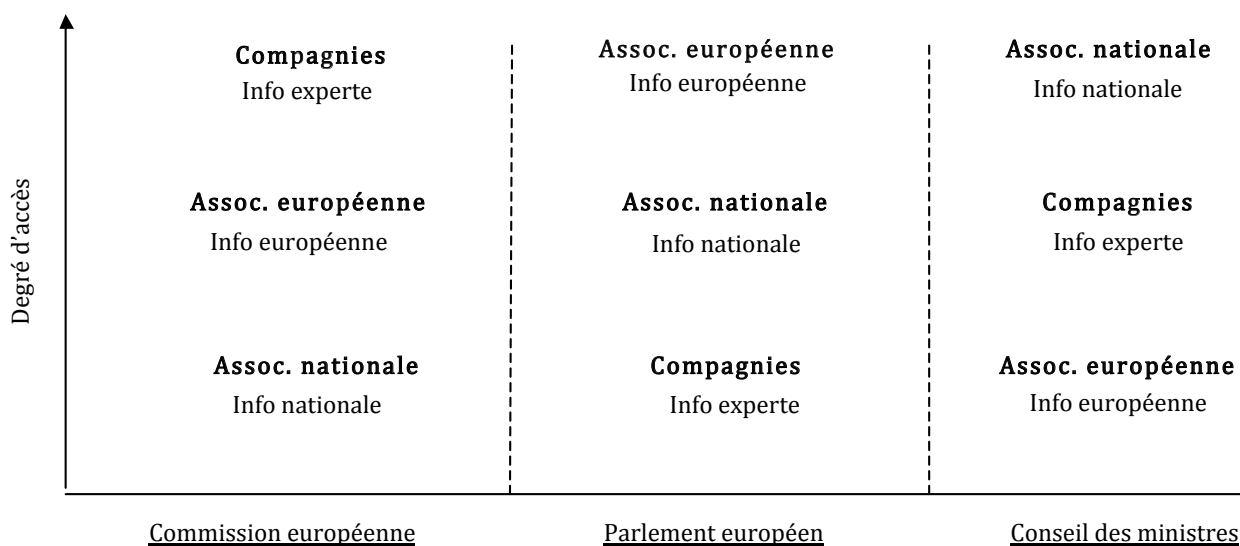 Degré d'accès
Compagnies
Info experte
Assoc. européenne
Info européenne
Assoc. nationale
Info nationale
Assoc. européenne
Info européenne
Assoc. nationale
Info nationale
Compagnies
Info experte
Assoc. nationale
Info nationale
Compagnies
Info experte
Assoc. européenne
Info européenne
Commission européenne
Parlement européen
Conseil des ministres